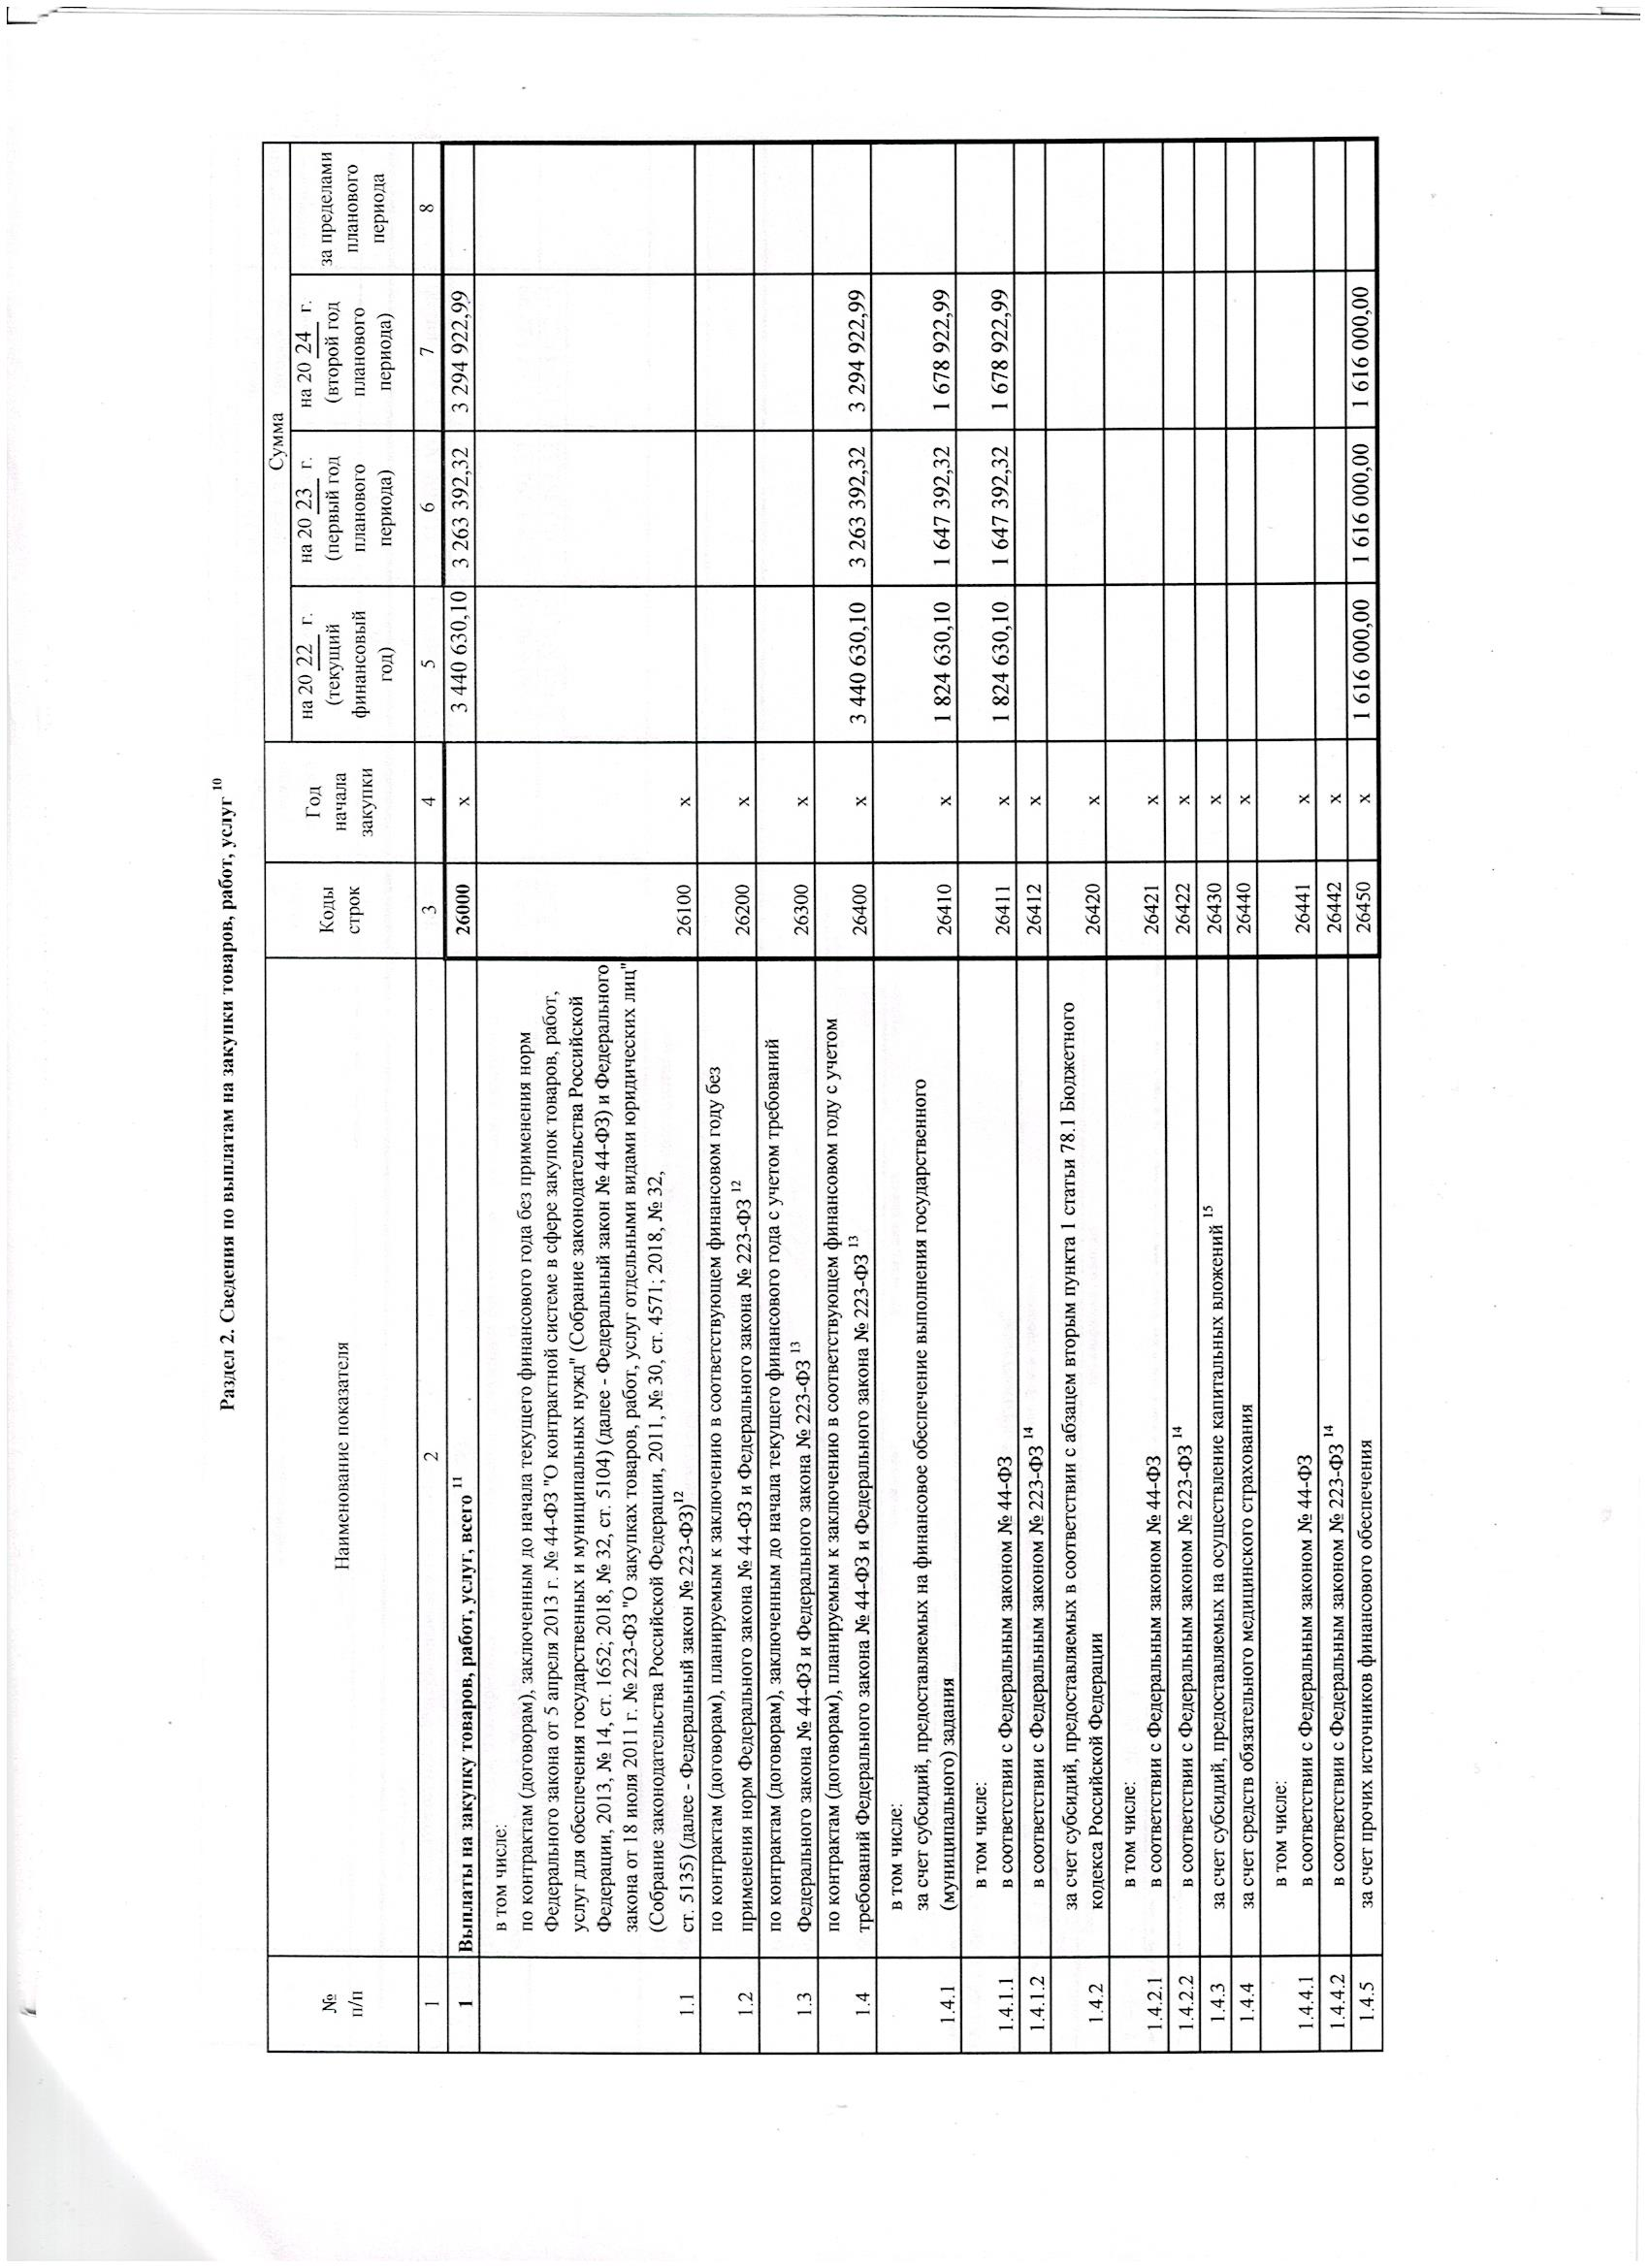 Раздел 2. Сведения по выплатам на закупки товаров, работ, услуг 10
№ п/п Наименование показателя Коды строк Год начала закупки Сумма
на 20 22 г. (текущий финансовый год) на 20 23 г. (первый год планового периода) на 20 24 г. (второй год планового периода) за пределами планового периода
1 2 3 4 5 6 7 8
1 Выплаты на закупку товаров, работ, услуг, всего 11 26000 x 3 440 630,10 3 263 392,32 3 294 922,99
в том числе:
по контрактам (договорам), заключенным до начала текущего финансового года без применения норм
Федерального закона от 5 апреля 2013 г. № 44-ФЗ "О контрактной системе в сфере закупок товаров, работ,
услуг для обеспечения государственных и муниципальных нужд" (Собрание законодательства Российской
Федерации, 2013, № 14, ст. 1652; 2018, № 32, ст. 5104) (далее - Федеральный закон № 44-ФЗ) и Федерального
закона от 18 июля 2011 г. № 223-ФЗ "О закупках товаров, работ, услуг отдельными видами юридических лиц"
(Собрание законодательства Российской Федерации, 2011, № 30, ст. 4571; 2018, № 32,
1.1 ст. 5135) (далее - Федеральный закон № 223-ФЗ)12 26100 x
по контрактам (договорам), планируемым к заключению в соответствующем финансовом году без
1.2 применения норм Федерального закона № 44-ФЗ и Федерального закона № 223-ФЗ 12 26200 x
по контрактам (договорам), заключенным до начала текущего финансового года с учетом требований
1.3 Федерального закона № 44-ФЗ и Федерального закона № 223-ФЗ 13 26300 x
по контрактам (договорам), планируемым к заключению в соответствующем финансовом году с учетом
1.4 требований Федерального закона № 44-ФЗ и Федерального закона № 223-ФЗ 13 26400 x 3 440 630,10 3 263 392,32 3 294 922,99
в том числе:
за счет субсидий, предоставляемых на финансовое обеспечение выполнения государственного
1.4.1 (муниципального) задания 26410 x 1 824 630,10 1 647 392,32 1 678 922,99
в том числе:
1.4.1.1 в соответствии с Федеральным законом № 44-ФЗ 26411 x 1 824 630,10 1 647 392,32 1 678 922,99
1.4.1.2 в соответствии с Федеральным законом № 223-ФЗ 14 26412 x
за счет субсидий, предоставляемых в соответствии с абзацем вторым пункта 1 статьи 78.1 Бюджетного
1.4.2 кодекса Российской Федерации 26420 x
в том числе:
1.4.2.1 в соответствии с Федеральным законом № 44-ФЗ 26421 x
1.4.2.2 в соответствии с Федеральным законом № 223-ФЗ 14 26422 x
1.4.3 за счет субсидий, предоставляемых на осуществление капитальных вложений 15 26430 x
1.4.4 за счет средств обязательного медицинского страхования 26440 x
в том числе:
1.4.4.1 в соответствии с Федеральным законом № 44-ФЗ 26441 x
1.4.4.2 в соответствии с Федеральным законом № 223-ФЗ 14 26442 x
1.4.5 за счет прочих источников финансового обеспечения 26450 x 1 616 000,00 1 616 000,00 1 616 000,00